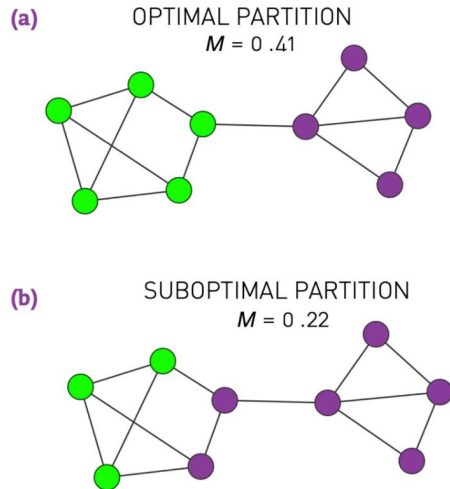 (a)
OPTIMAL PARTITION
M = 0 .41
(b)
SUBOPTIMAL PARTITION
M = 0 .22